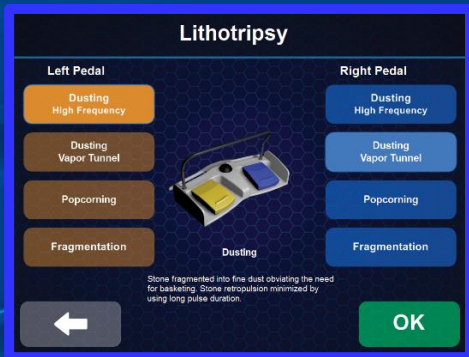 Lithotripsy
Left Pedal
Right Pedal
Dusting
High Frequency
Dusting
Vapor Tunnel
Popcorning
Fragmentation
Dusting
High Frequency
Dusting
Vapor Tunnel
Popcorning
Fragmentation
Dusting
Stone fragmented into fine dust obviating the need
for basketing. Stone retropulsion minimized by
using long pulse duration.
OK